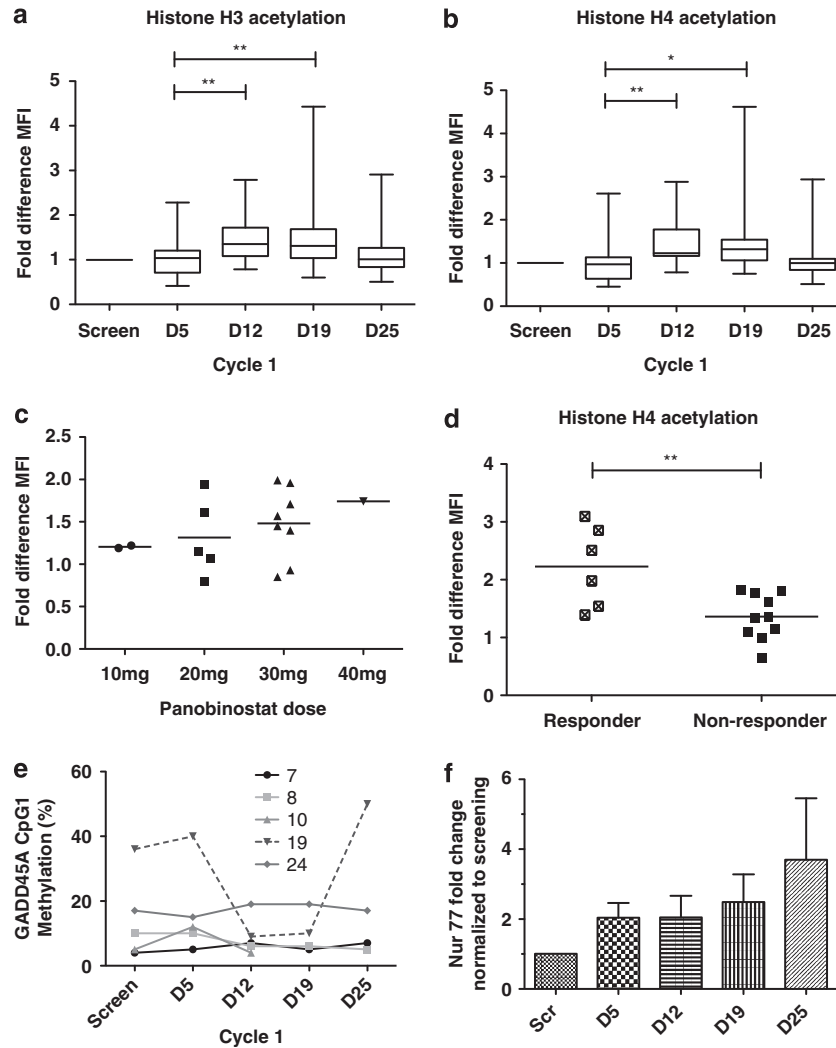 a
Histone H3 acetylation
**
**
5
4
3
2
1
0
Fold difference MFI
Screen D5 D12 D19 D25
Cycle 1
b
Histone H4 acetylation
*
**
5
4
3
2
1
0
Fold difference MFI
Screen D5 D12 D19 D25
Cycle 1
c
2.5
2.0
1.5
1.0
0.5
0.0
Fold difference MFI
10mg 20mg 30mg 40mg
Panobinostat dose
d
Histone H4 acetylation
**
4
3
2
1
0
Fold difference MFI
Responder Non-responder
e
60
40
20
0
GADD45A CpG1
Methylation (%)
7
8
10
19
24
Screen D5 D12 D19 D25
Cycle 1
f
6
4
2
0
Nur 77 fold change
normalized to screening
Scr D5 D12 D19 D25